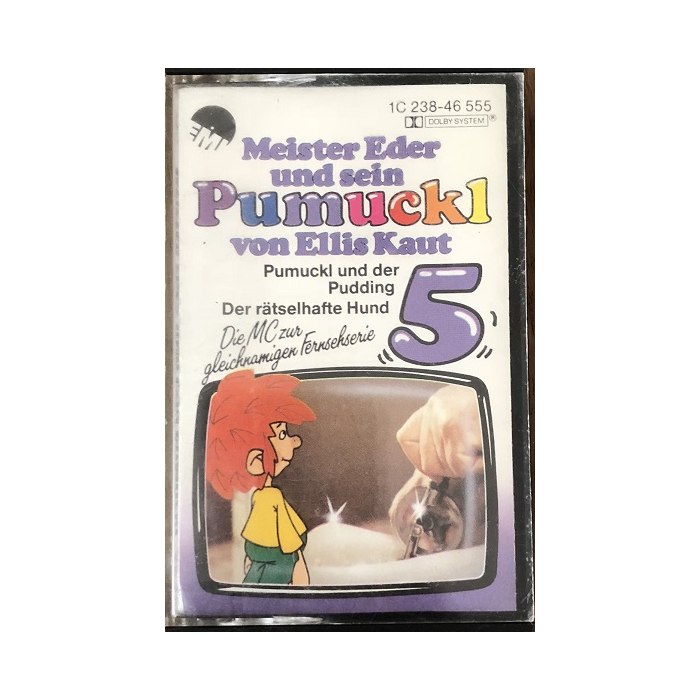 EMI
1C 238-46 555
DOLBY SYSTEM®
Meister Eder
und sein
Pumuckl
von Ellis Kaut
Pumuckl und der
Pudding
Der rätselhafte Hund
5
Die MC zur
gleichnamigen Fernsehserie